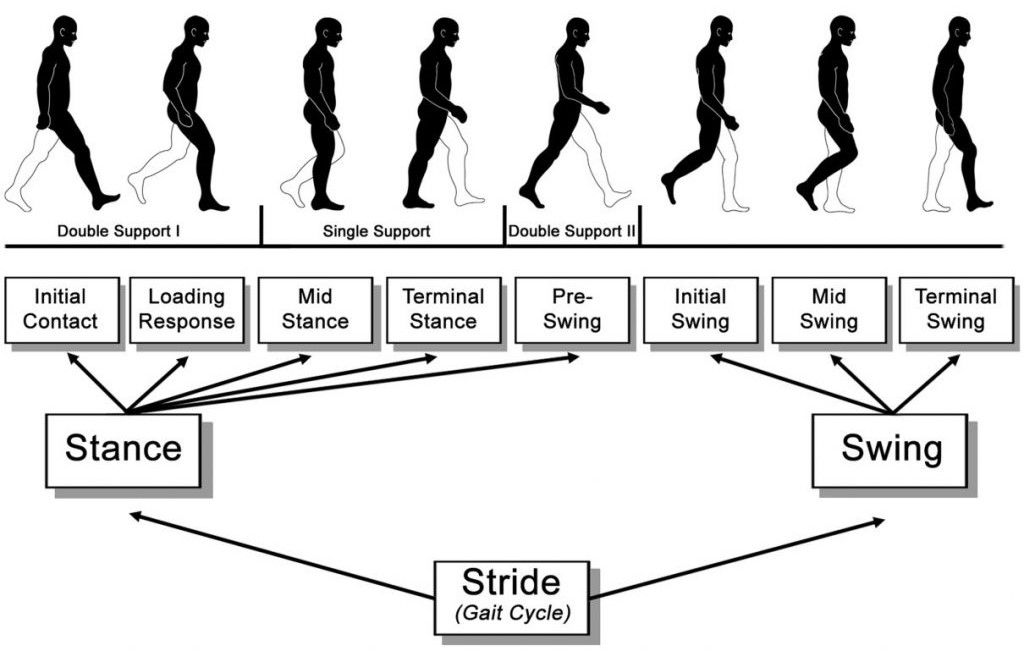 Double Support I
Single Support
Double Support II
Initial
Contact
Loading
Response
Mid
Stance
Terminal
Stance
Pre-
Swing
Initial
Swing
Mid
Swing
Terminal
Swing
Stance
Swing
Stride
(Gait Cycle)